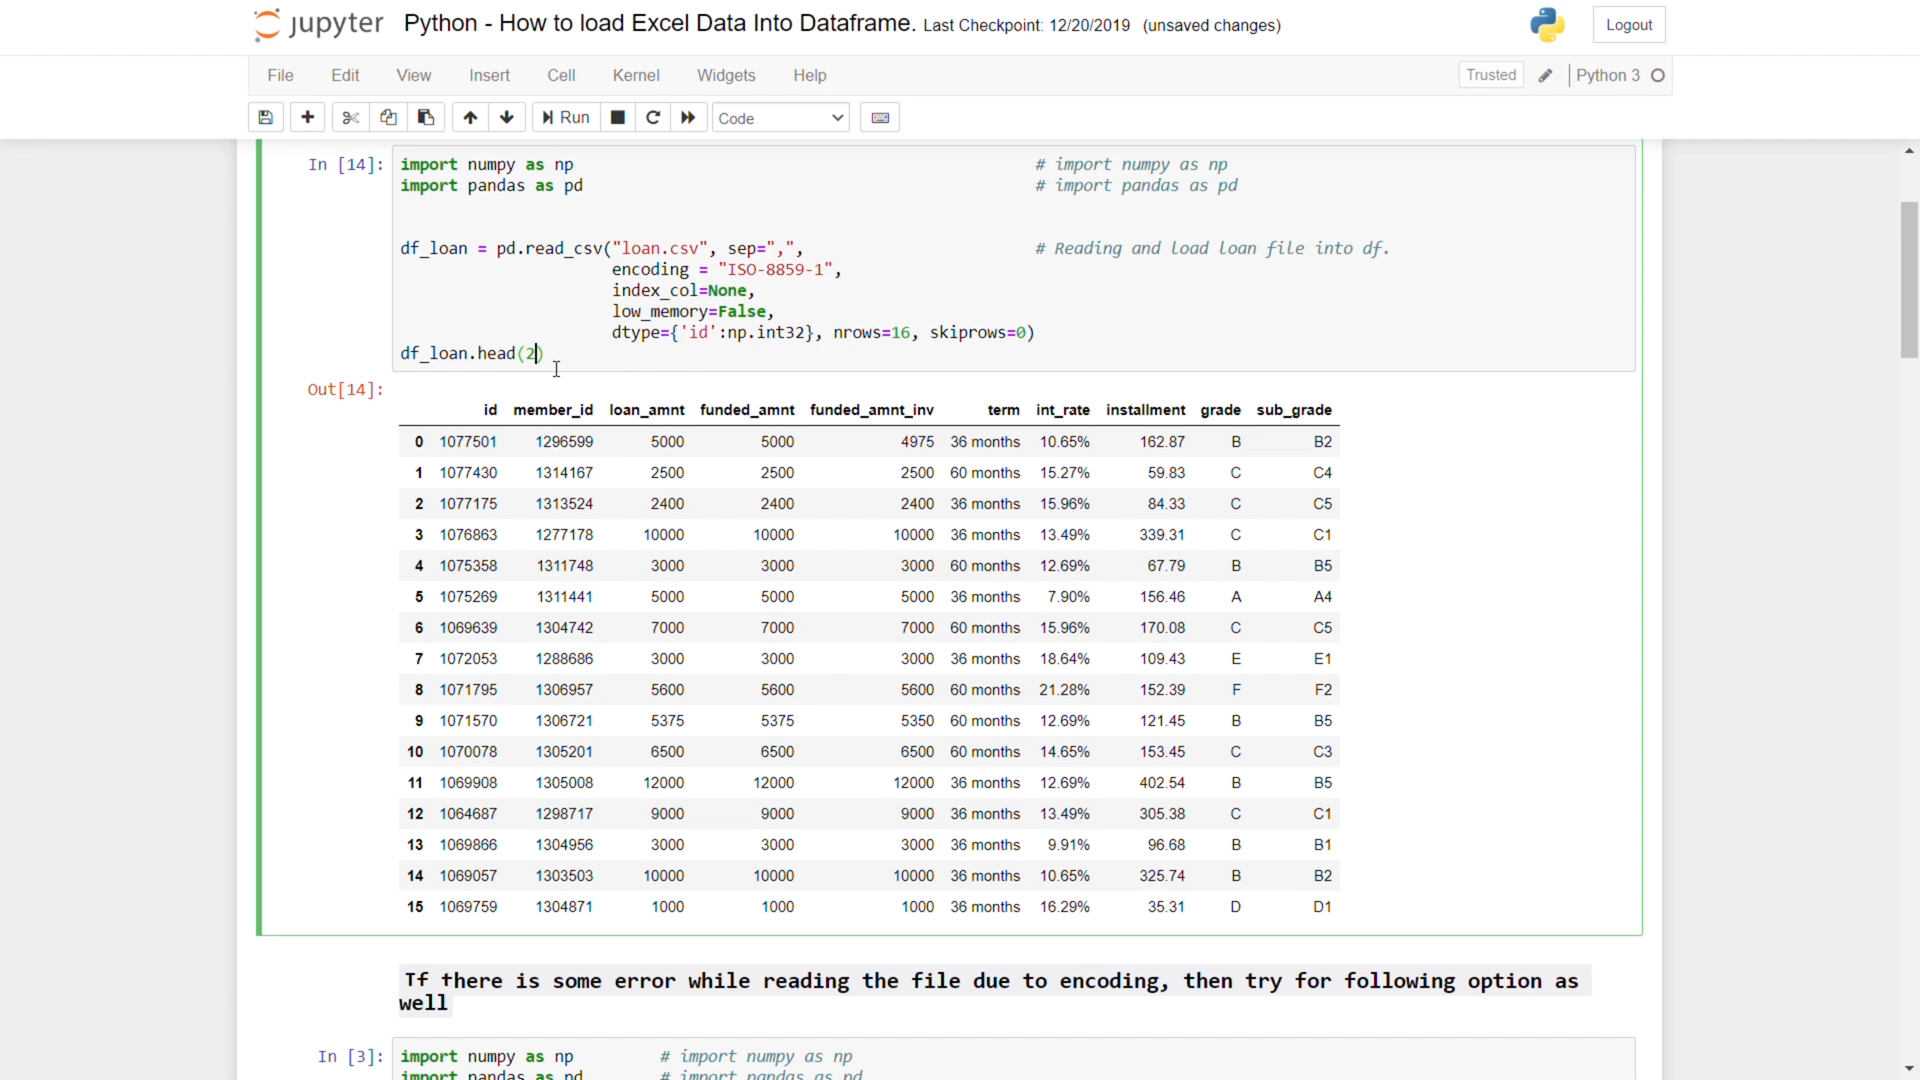 jupyter Python - How to load Excel Data Into Dataframe. Last Checkpoint: 12/20/2019 (unsaved changes) Logout
File Edit View Insert Cell Kernel Widgets Help Trusted Python 3
Run Code
In [14]: import numpy as np # import numpy as np
import pandas as pd # import pandas as pd
df_loan = pd.read_csv("loan.csv", sep=",", # Reading and load loan file into df.
encoding = "ISO-8859-1",
index_col=None,
low_memory=False,
dtype={'id':np.int32}, nrows=16, skiprows=0)
df_loan.head(2)
Out[14]:
id member_id loan_amnt funded_amnt funded_amnt_inv term int_rate installment grade sub_grade
0 1077501 1296599 5000 5000 4975 36 months 10.65% 162.87 B B2
1 1077430 1314167 2500 2500 2500 60 months 15.27% 59.83 C C4
2 1077175 1313524 2400 2400 2400 36 months 15.96% 84.33 C C5
3 1076863 1277178 10000 10000 10000 36 months 13.49% 339.31 C C1
4 1075358 1311748 3000 3000 3000 60 months 12.69% 67.79 B B5
5 1075269 1311441 5000 5000 5000 36 months 7.90% 156.46 A A4
6 1069639 1304742 7000 7000 7000 60 months 15.96% 170.08 C C5
7 1072053 1288686 3000 3000 3000 36 months 18.64% 109.43 E E1
8 1071795 1306957 5600 5600 5600 60 months 21.28% 152.39 F F2
9 1071570 1306721 5375 5375 5350 60 months 12.69% 121.45 B B5
10 1070078 1305201 6500 6500 6500 60 months 14.65% 153.45 C C3
11 1069908 1305008 12000 12000 12000 36 months 12.69% 402.54 B B5
12 1064687 1298717 9000 9000 9000 36 months 13.49% 305.38 C C1
13 1069866 1304956 3000 3000 3000 36 months 9.91% 96.68 B B1
14 1069057 1303503 10000 10000 10000 36 months 10.65% 325.74 B B2
15 1069759 1304871 1000 1000 1000 36 months 16.29% 35.31 D D1
If there is some error while reading the file due to encoding, then try for following option as
well
In [3]: import numpy as np # import numpy as np
import pandas as pd # import pandas as pd